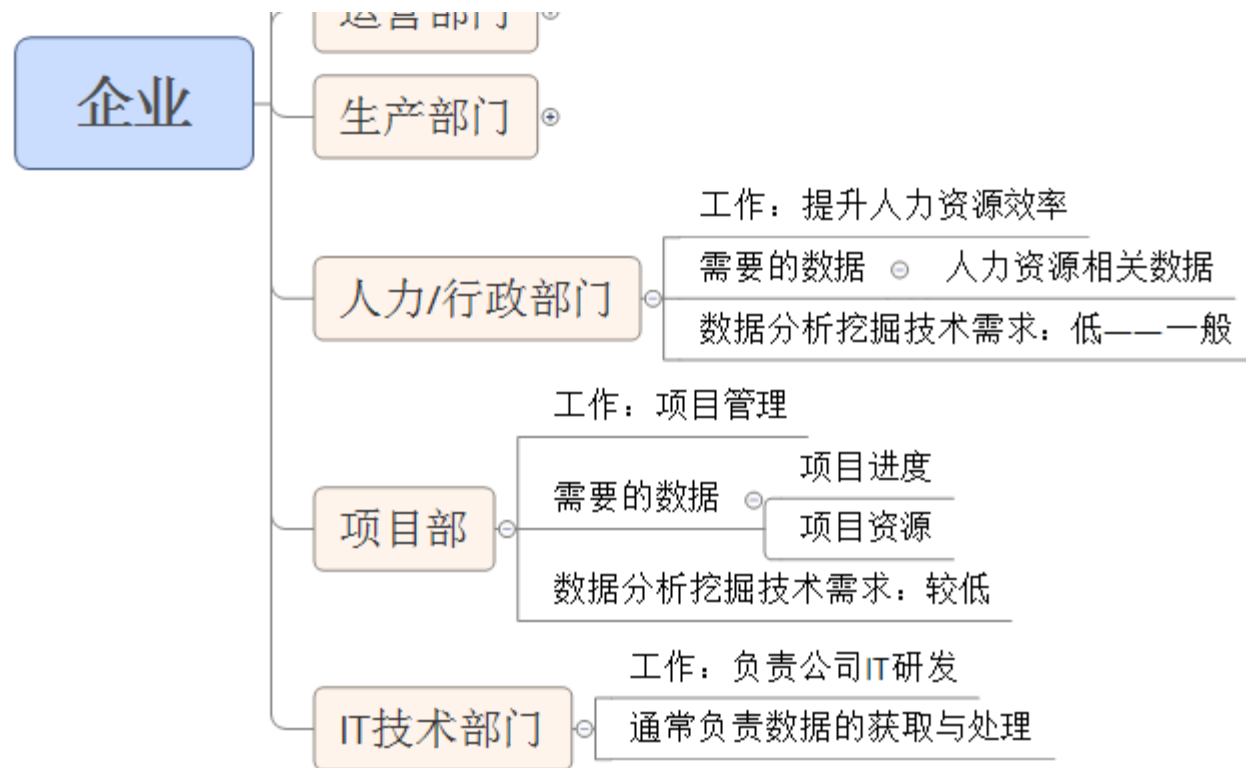 运营部门
企业
生产部门
人力/行政部门
工作：提升人力资源效率
需要的数据
人力资源相关数据
数据分析挖掘技术需求：低——一般
项目部
工作：项目管理
需要的数据
项目进度
项目资源
数据分析挖掘技术需求：较低
IT技术部门
工作：负责公司IT研发
通常负责数据的获取与处理